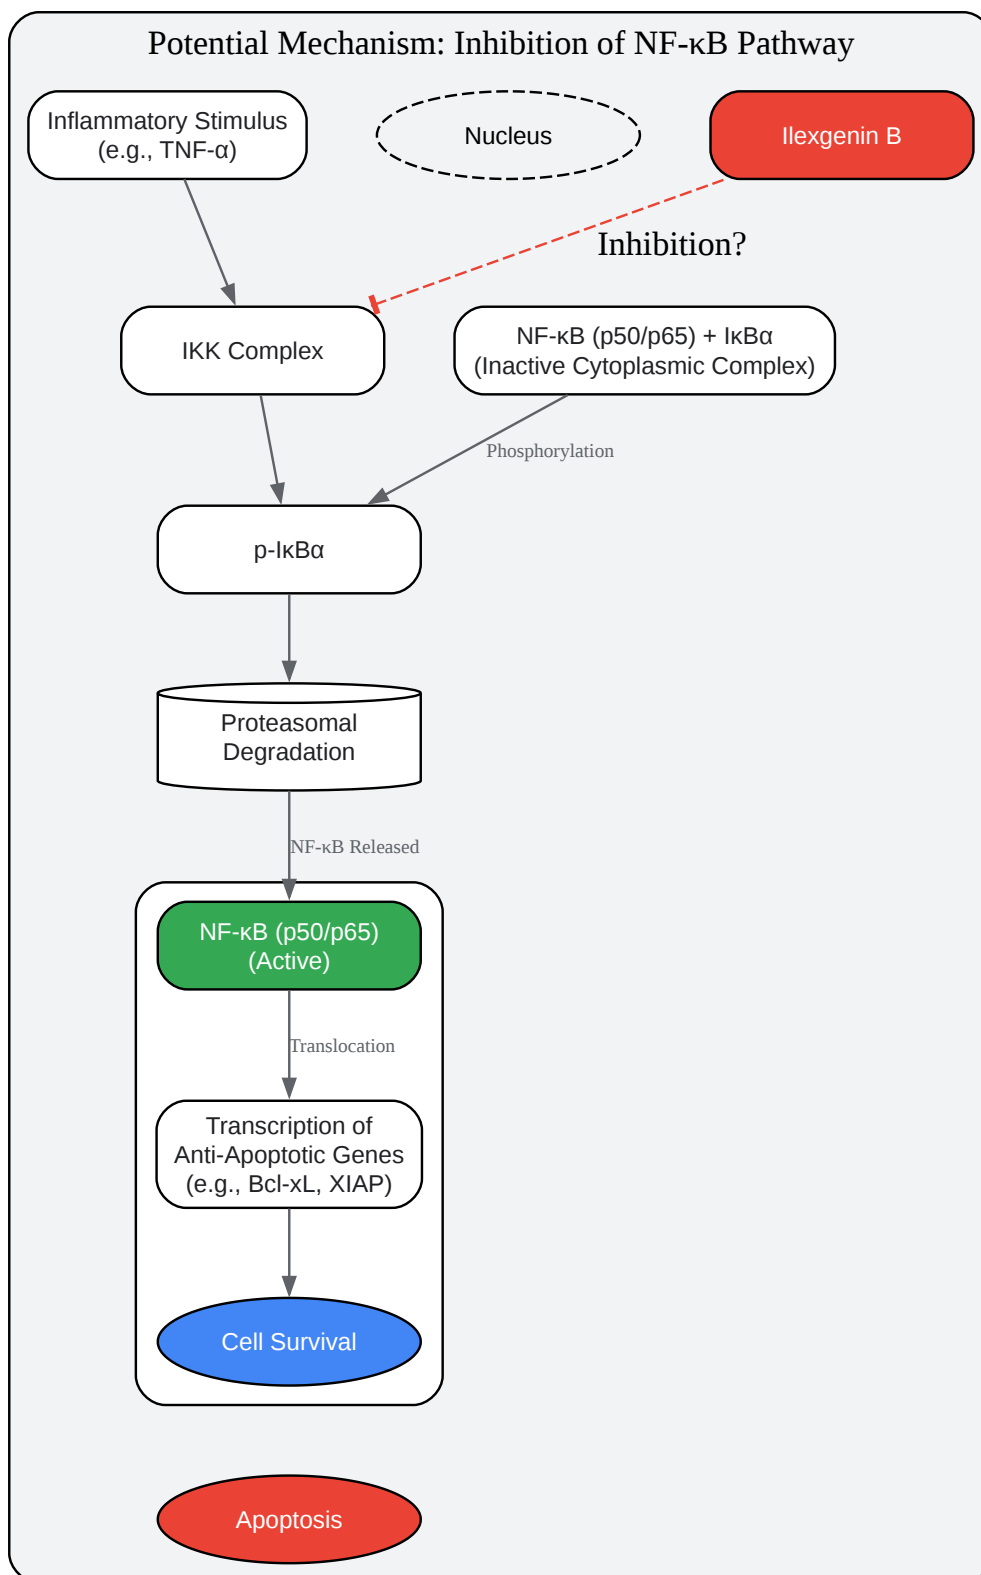 Potential Mechanism: Inhibition of NF-κB Pathway
Inflammatory Stimulus
(e.g., TNF-α)
Nucleus
Ilexgenin B
Inhibition?
IKK Complex
NF-κB (p50/p65) + IκBα
(Inactive Cytoplasmic Complex)
Phosphorylation
p-IκBα
Proteasomal
Degradation
NF-κB Released
NF-κB (p50/p65)
(Active)
Translocation
Transcription of
Anti-Apoptotic Genes
(e.g., Bcl-xL, XIAP)
Cell Survival
Apoptosis